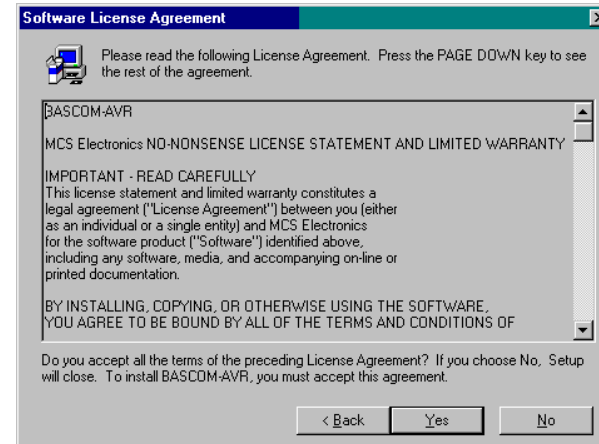 Software License Agreement
Please read the following License Agreement. Press the PAGE DOWN key to see
the rest of the agreement.
BASCOM-AVR
MCS Electronics NO-NONSENSE LICENSE STATEMENT AND LIMITED WARRANTY
IMPORTANT - READ CAREFULLY
This license statement and limited warranty constitutes a
legal agreement ("License Agreement") between you (either
as an individual or a single entity) and MCS Electronics
for the software product ("Software") identified above,
including any software, media, and accompanying on-line or
printed documentation.
BY INSTALLING, COPYING, OR OTHERWISE USING THE SOFTWARE,
YOU AGREE TO BE BOUND BY ALL OF THE TERMS AND CONDITIONS OF
Do you accept all the terms of the preceding License Agreement? If you choose No, Setup
will close. To install BASCOM-AVR, you must accept this agreement.
< Back Yes No